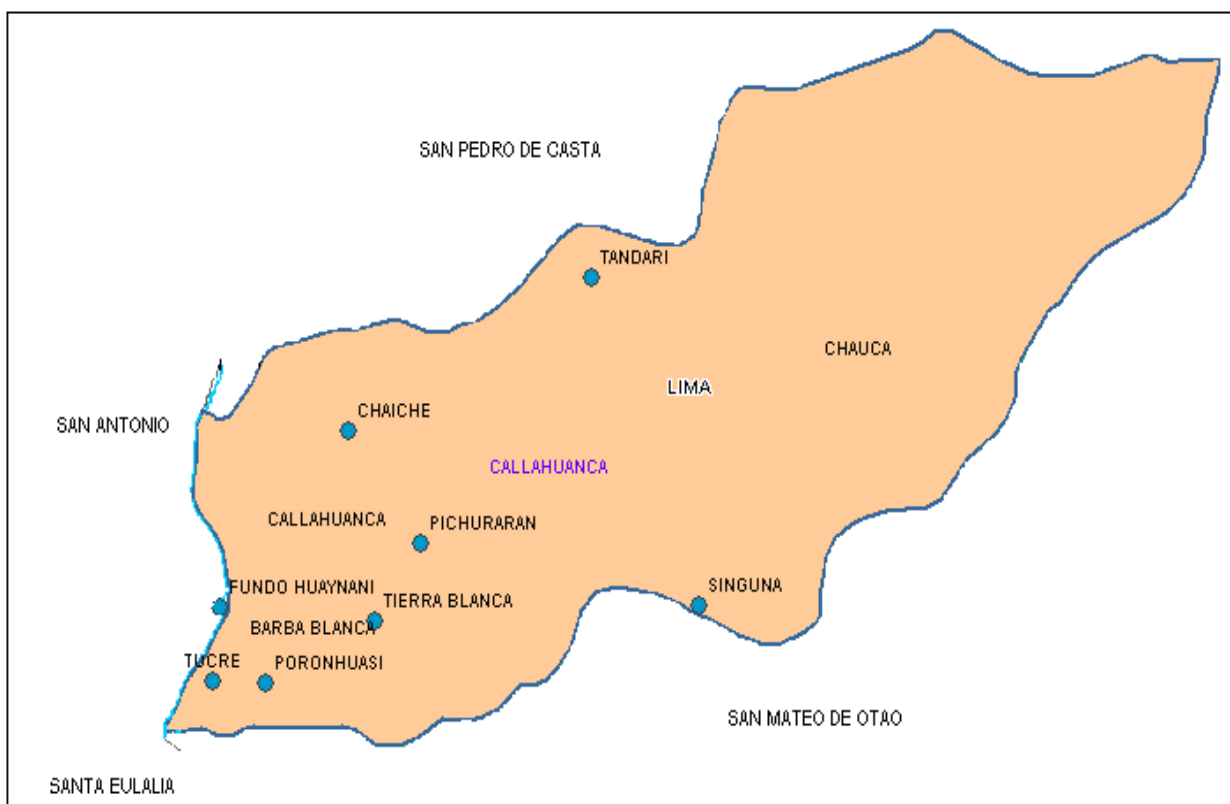 SAN PEDRO DE CASTA
TANDARI
CHAUCA
LIMA
CHAICHE
SAN ANTONIO
CALLAHUANCA
CALLAHUANCA
PICHURARAN
FUNDO HUAYNANI
SINGUNA
TIERRA BLANCA
BARBA BLANCA
TUCRE
PORONHUASI
SAN MATEO DE OTAO
SANTA EULALIA